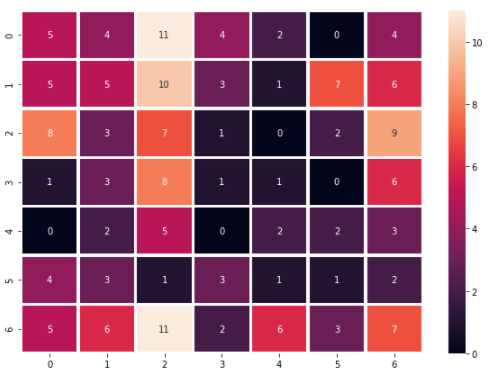 0 5 4 11 4 2 0 4
1 5 5 10 3 1 7 6
2 8 3 7 1 0 2 9
3 1 3 8 1 1 0 6
4 0 2 5 0 2 2 3
5 4 3 1 3 1 1 2
6 5 6 11 2 6 3 7
0 1 2 3 4 5 6
10
8
6
4
2
0